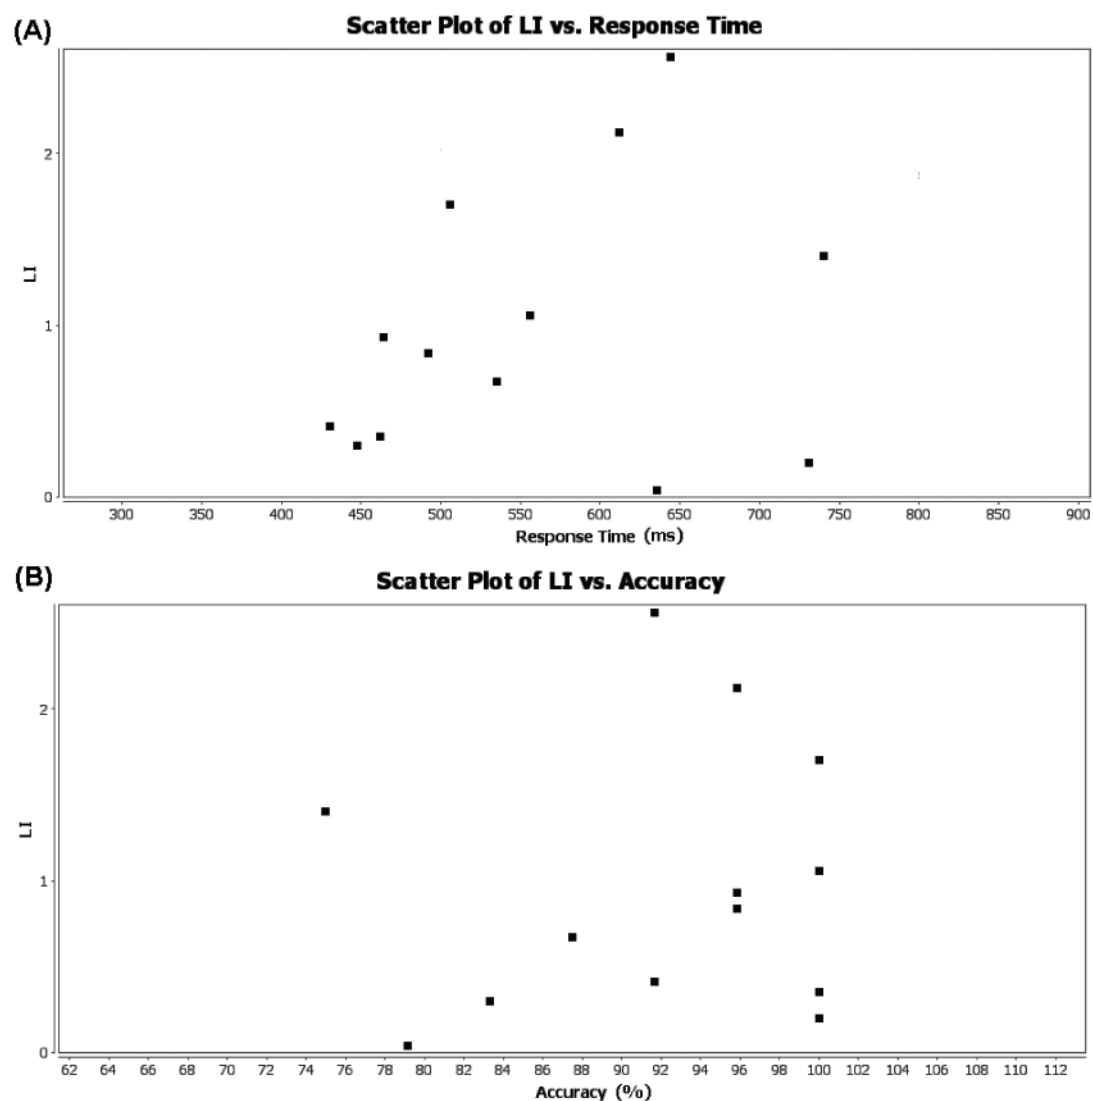 (A)
Scatter Plot of LI vs. Response Time
2
1
0
LI
300 350 400 450 500 550 600 650 700 750 800 850 900
Response Time (ms)
(B)
Scatter Plot of LI vs. Accuracy
2
1
0
LI
62 64 66 68 70 72 74 76 78 80 82 84 86 88 90 92 94 96 98 100 102 104 106 108 110 112
Accuracy (%)